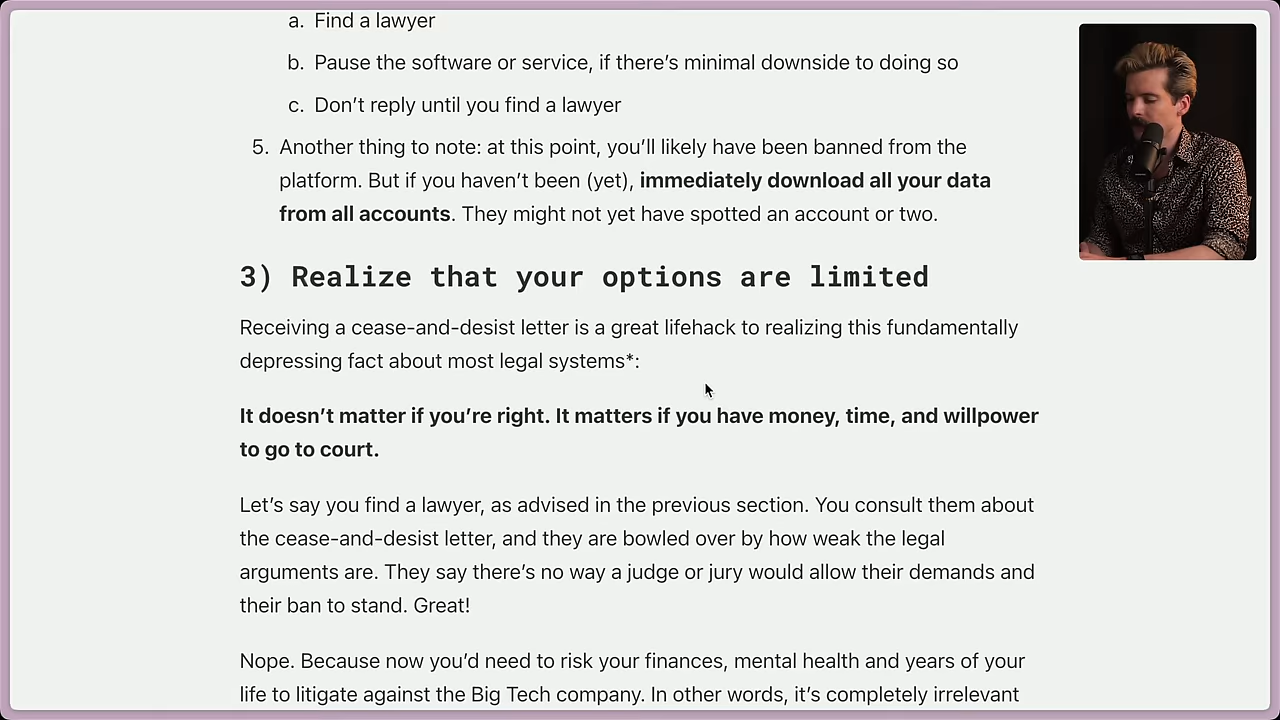 a. Find a lawyer
b. Pause the software or service, if there’s minimal downside to doing so
c. Don’t reply until you find a lawyer
5. Another thing to note: at this point, you’ll likely have been banned from the
platform. But if you haven’t been (yet), immediately download all your data
from all accounts. They might not yet have spotted an account or two.
3) Realize that your options are limited
Receiving a cease-and-desist letter is a great lifehack to realizing this fundamentally
depressing fact about most legal systems*:
It doesn’t matter if you’re right. It matters if you have money, time, and willpower
to go to court.
Let’s say you find a lawyer, as advised in the previous section. You consult them about
the cease-and-desist letter, and they are bowled over by how weak the legal
arguments are. They say there’s no way a judge or jury would allow their demands and
their ban to stand. Great!
Nope. Because now you’d need to risk your finances, mental health and years of your
life to litigate against the Big Tech company. In other words, it’s completely irrelevant